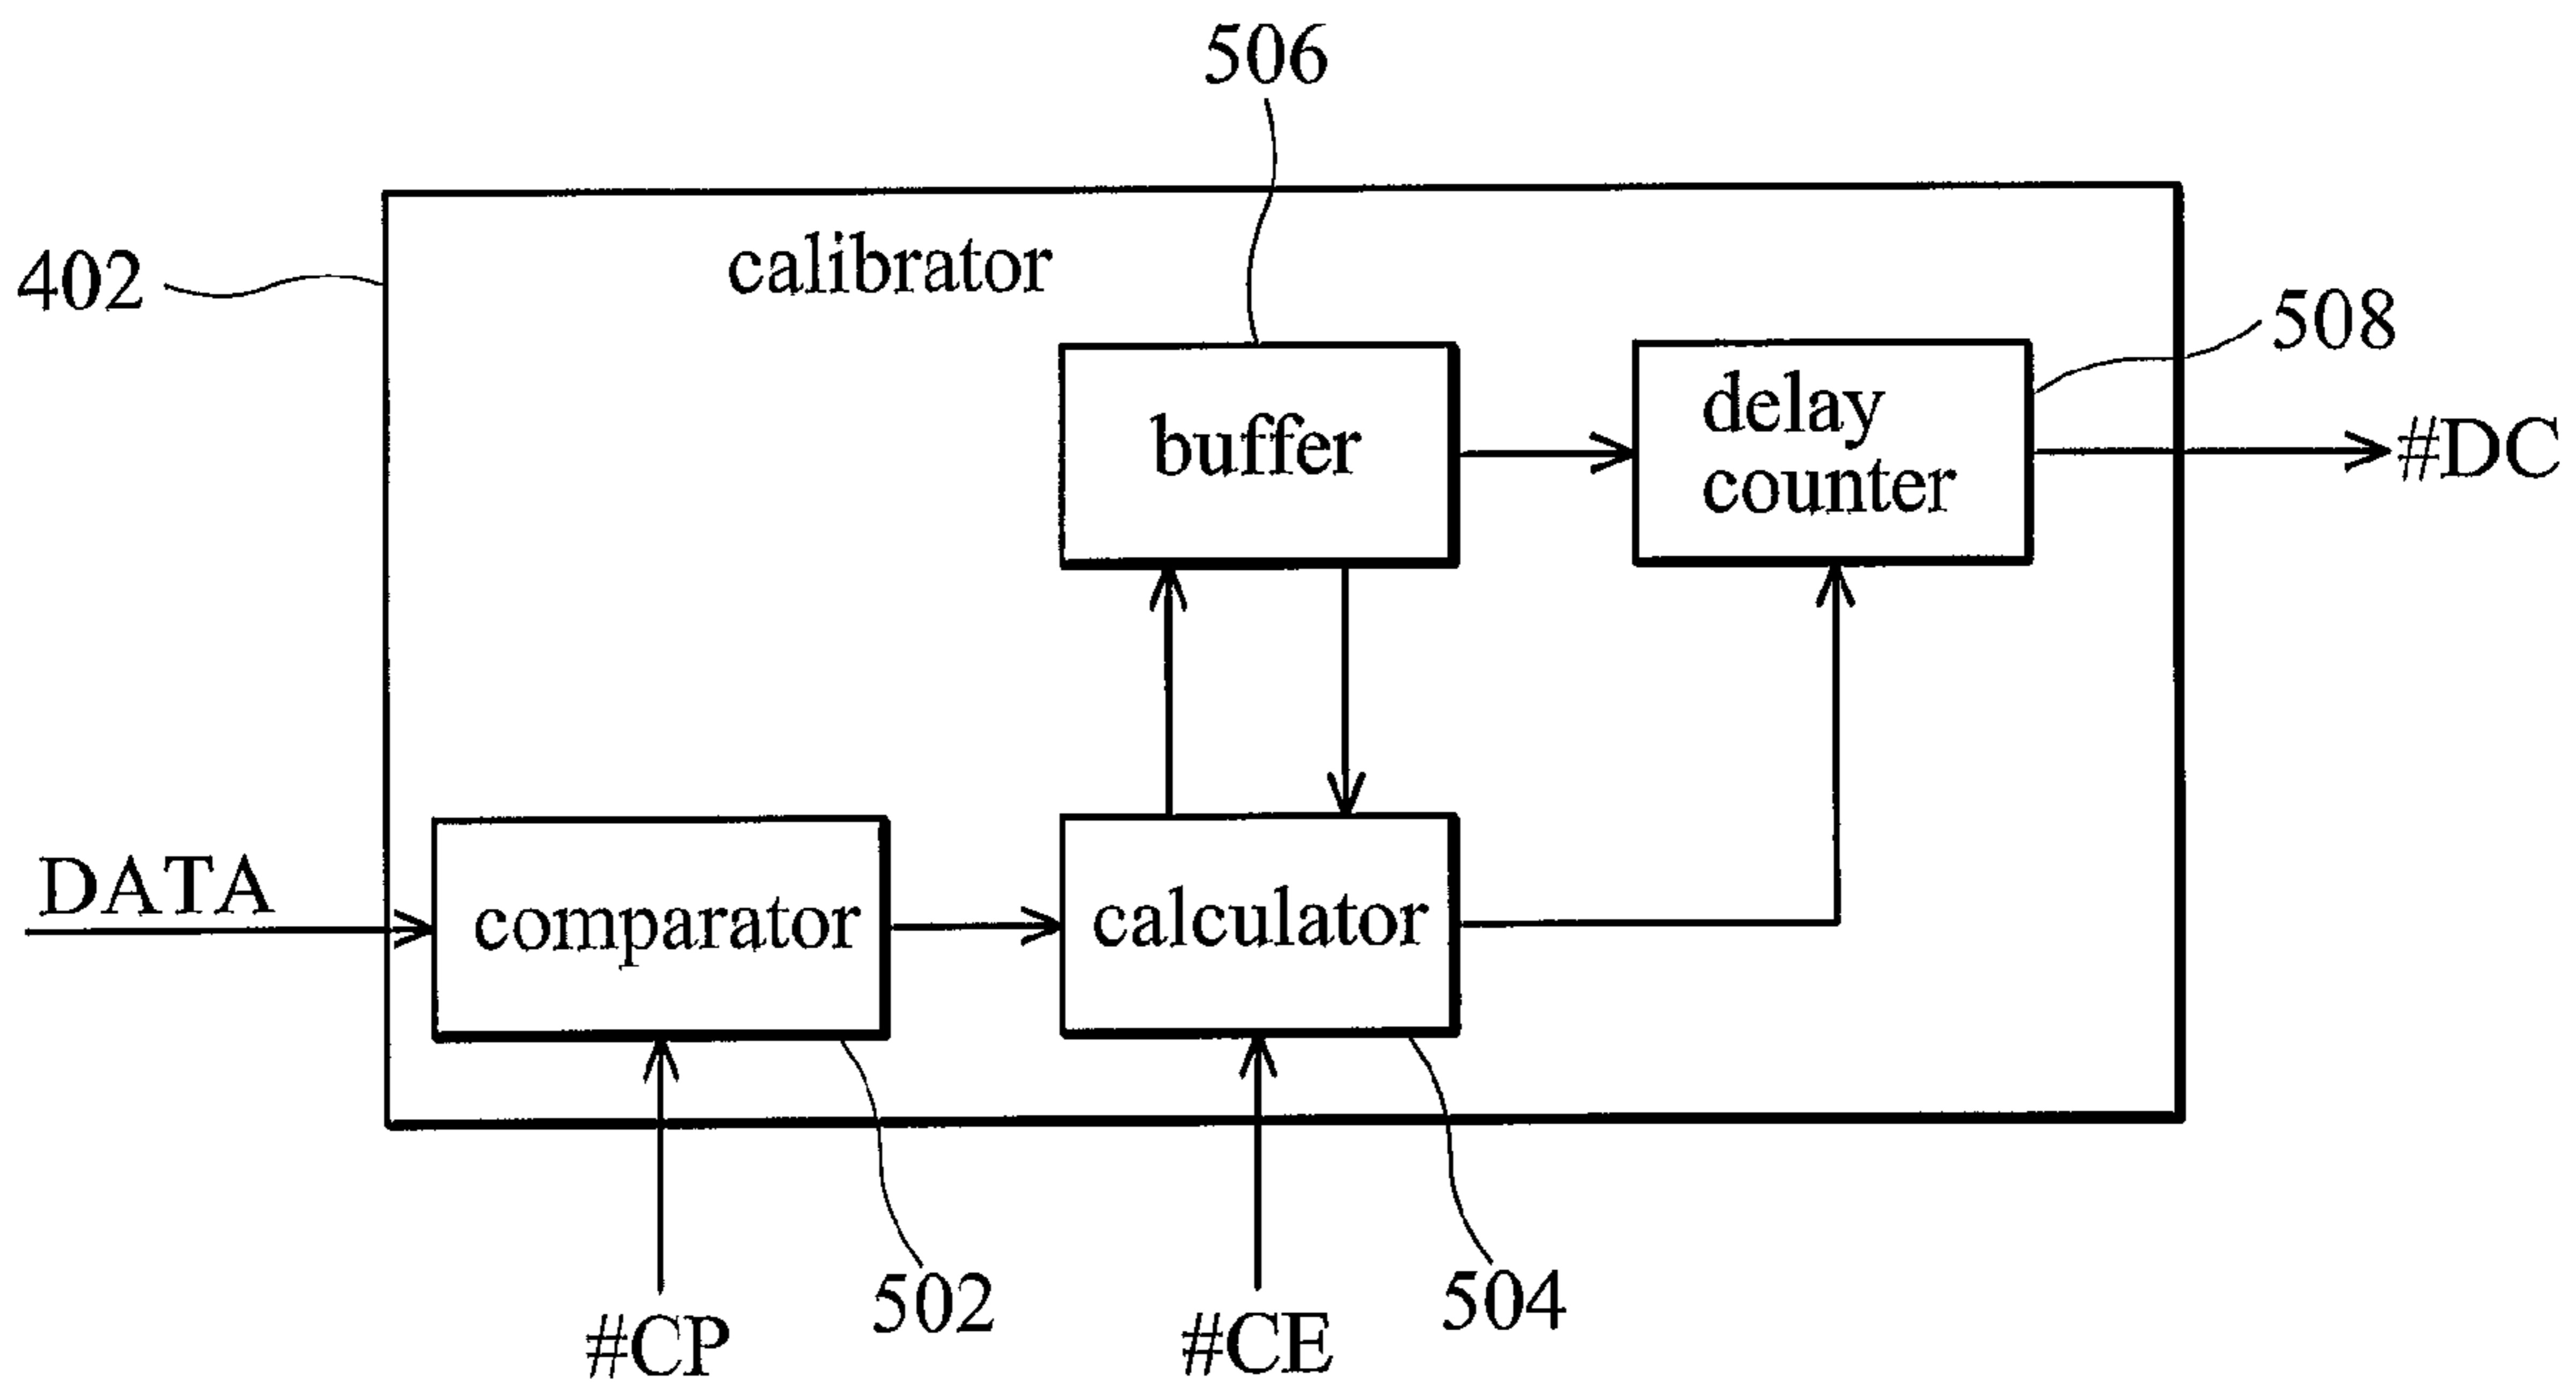 506
calibrator
402
508
buffer
delay
counter
#DC
DATA
comparator
calculator
502
504
#CP
#CE